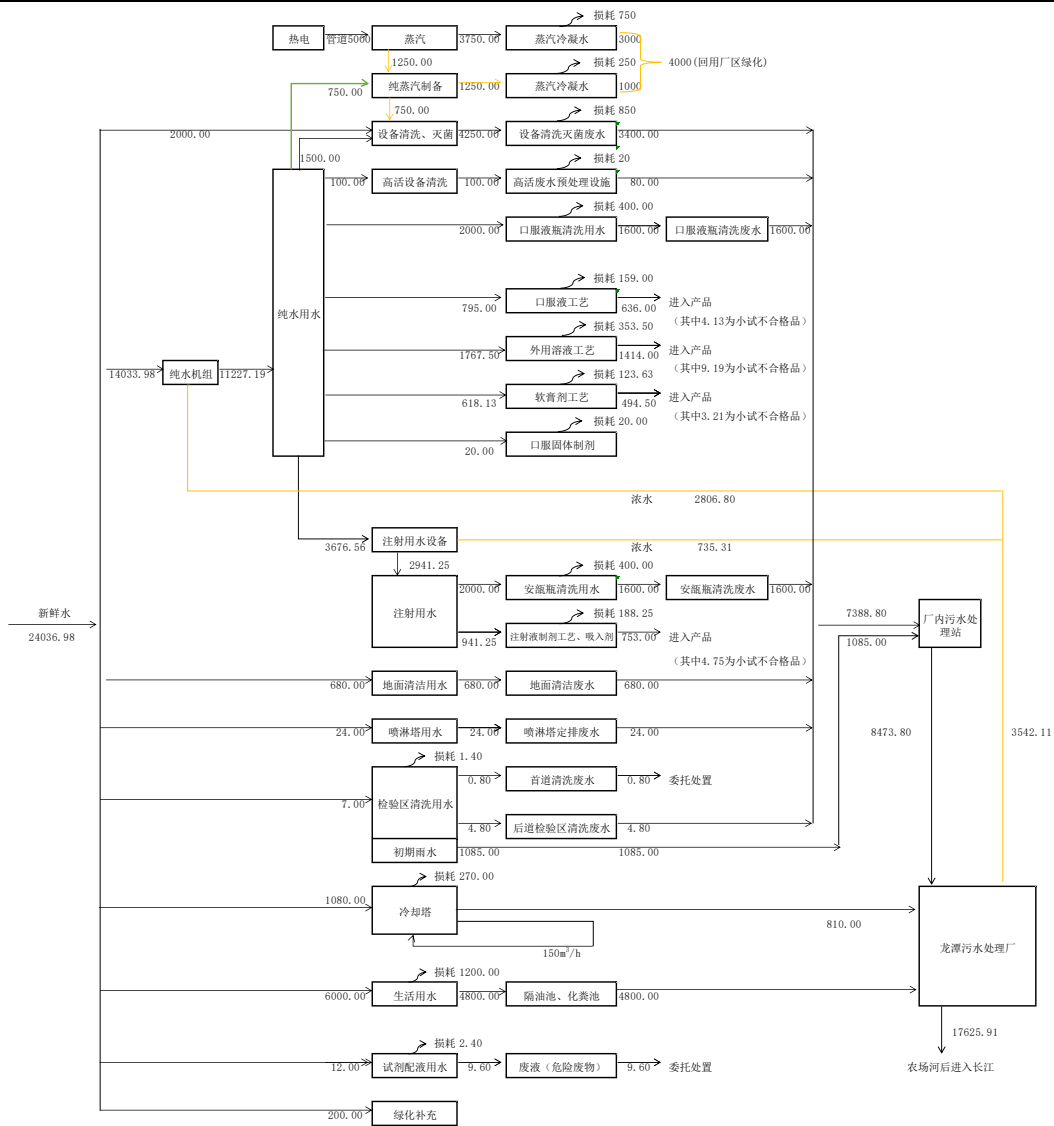 损耗 750
热电
管道5000
蒸汽
3750.00
蒸汽冷凝水
3000
1250.00
损耗 250
4000(回用厂区绿化)
750.00
纯蒸汽制备
1250.00
蒸汽冷凝水
1000
750.00
损耗 850
2000.00
设备清洗、灭菌
4250.00
设备清洗灭菌废水
3400.00
1500.00
损耗 20
100.00
高活设备清洗
100.00
高活废水预处理设施
80.00
损耗 400.00
2000.00
口服液瓶清洗用水
1600.00
口服液瓶清洗废水
1600.00
损耗 159.00
纯水用水
795.00
口服液工艺
636.00
进入产品
(其中4.13为小试不合格品)
损耗 353.50
1767.50
外用溶液工艺
1414.00
进入产品
(其中9.19为小试不合格品)
14033.98
纯水机组
11227.19
损耗 123.63
618.13
软膏剂工艺
494.50
进入产品
(其中3.21为小试不合格品)
损耗 20.00
20.00
口服固体制剂
浓水
2806.80
3676.56
注射用水设备
浓水
735.31
2941.25
损耗 400.00
2000.00
安瓿瓶清洗用水
1600.00
安瓿瓶清洗废水
1600.00
注射用水
损耗 188.25
941.25
注射液制剂工艺、吸入剂
753.00
进入产品
(其中4.75为小试不合格品)
新鲜水
24036.98
7388.80
1085.00
厂内污水处
理站
680.00
地面清洁用水
680.00
地面清洁废水
680.00
24.00
喷淋塔用水
24.00
喷淋塔定排废水
24.00
8473.80
3542.11
损耗 1.40
0.80
首道清洗废水
0.80
委托处置
7.00
检验区清洗用水
4.80
后道检验区清洗废水
4.80
初期雨水
1085.00
1085.00
损耗 270.00
1080.00
冷却塔
810.00
150m³/h
龙潭污水处理厂
损耗 1200.00
6000.00
生活用水
4800.00
隔油池、化粪池
4800.00
17625.91
农场河后进入长江
损耗 2.40
12.00
试剂配液用水
9.60
废液（危险废物）
9.60
委托处置
200.00
绿化补充